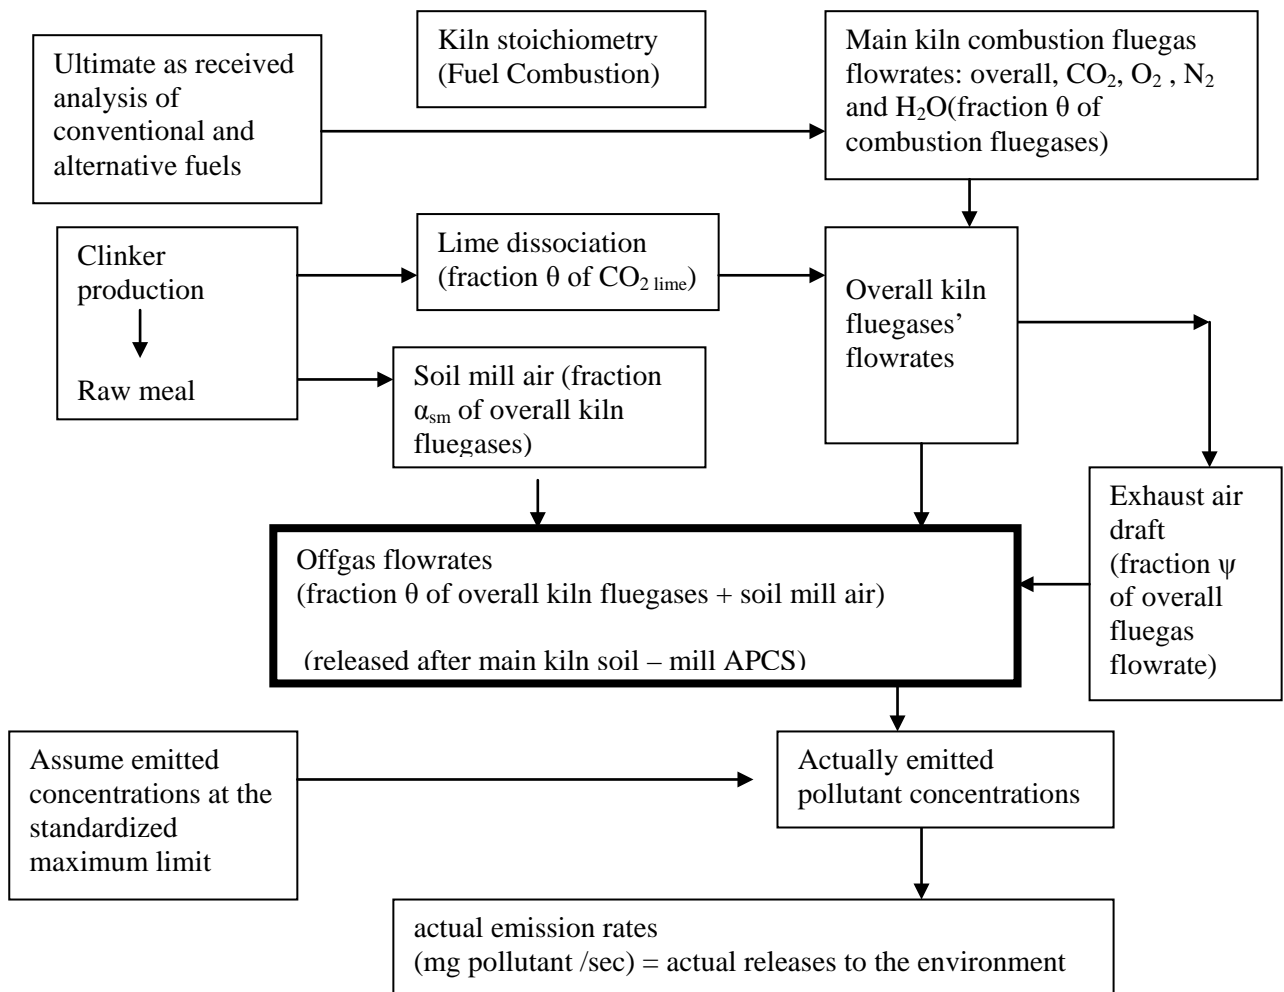 Ultimate as received
analysis of
conventional and
alternative fuels
Kiln stoichiometry
(Fuel Combustion)
Main kiln combustion fluegas
flowrates: overall, CO₂, O₂ , N₂
and H₂O(fraction θ of
combustion fluegases)
Clinker
production
Raw meal
Lime dissociation
(fraction θ of CO₂ ₗᵢₘₑ)
Soil mill air (fraction
αₛₘ of overall kiln
fluegases)
Overall kiln
fluegases’
flowrates
Exhaust air
draft
(fraction ψ
of overall
fluegas
flowrate)
Offgas flowrates
(fraction θ of overall kiln fluegases + soil mill air)
(released after main kiln soil – mill APCS)
Assume emitted
concentrations at the
standardized
maximum limit
Actually emitted
pollutant concentrations
actual emission rates
(mg pollutant /sec) = actual releases to the environment